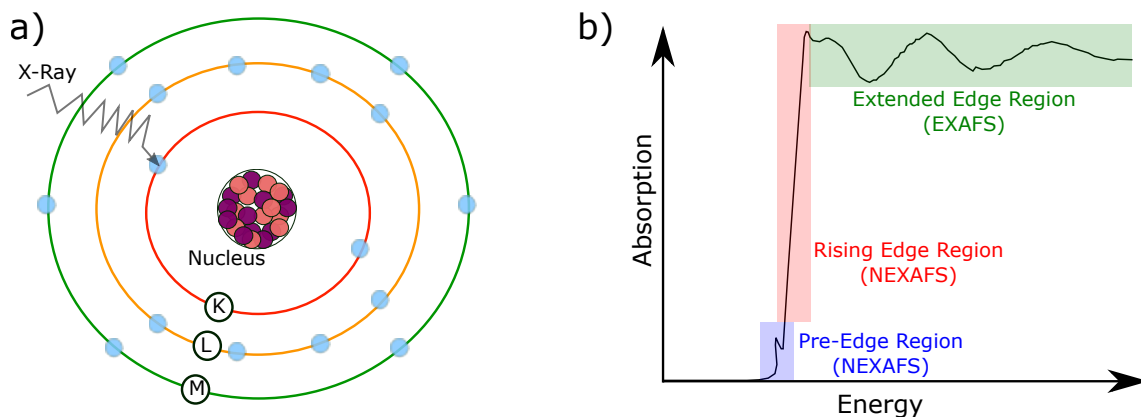 a)
X-Ray
Nucleus
K
L
M
b)
Absorption
Extended Edge Region
(EXAFS)
Rising Edge Region
(NEXAFS)
Pre-Edge Region
(NEXAFS)
Energy